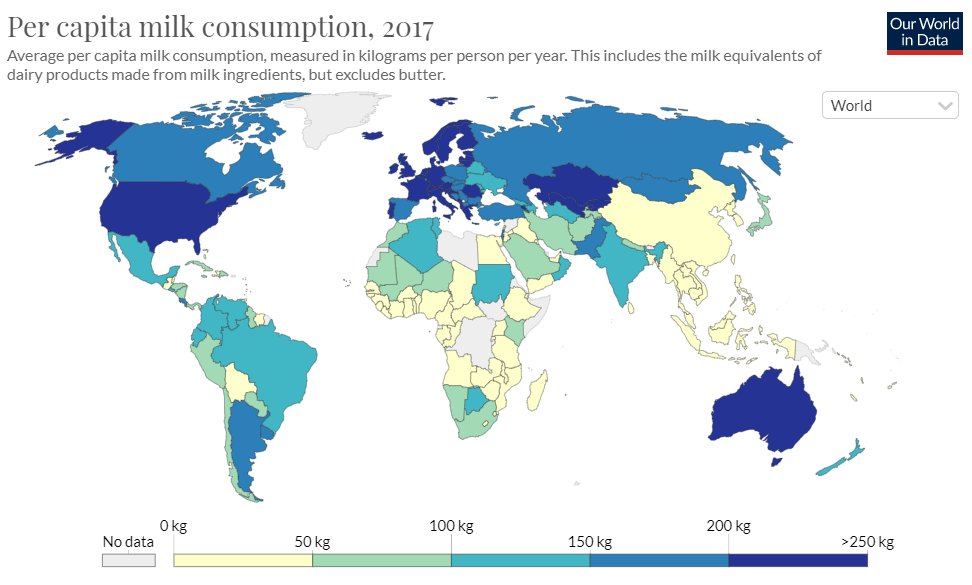 Per capita milk consumption, 2017
Our World
in Data
Average per capita milk consumption, measured in kilograms per person per year. This includes the milk equivalents of
dairy products made from milk ingredients, but excludes butter.
World
0 kg 100 kg 200 kg
No data 50 kg 150 kg >250 kg